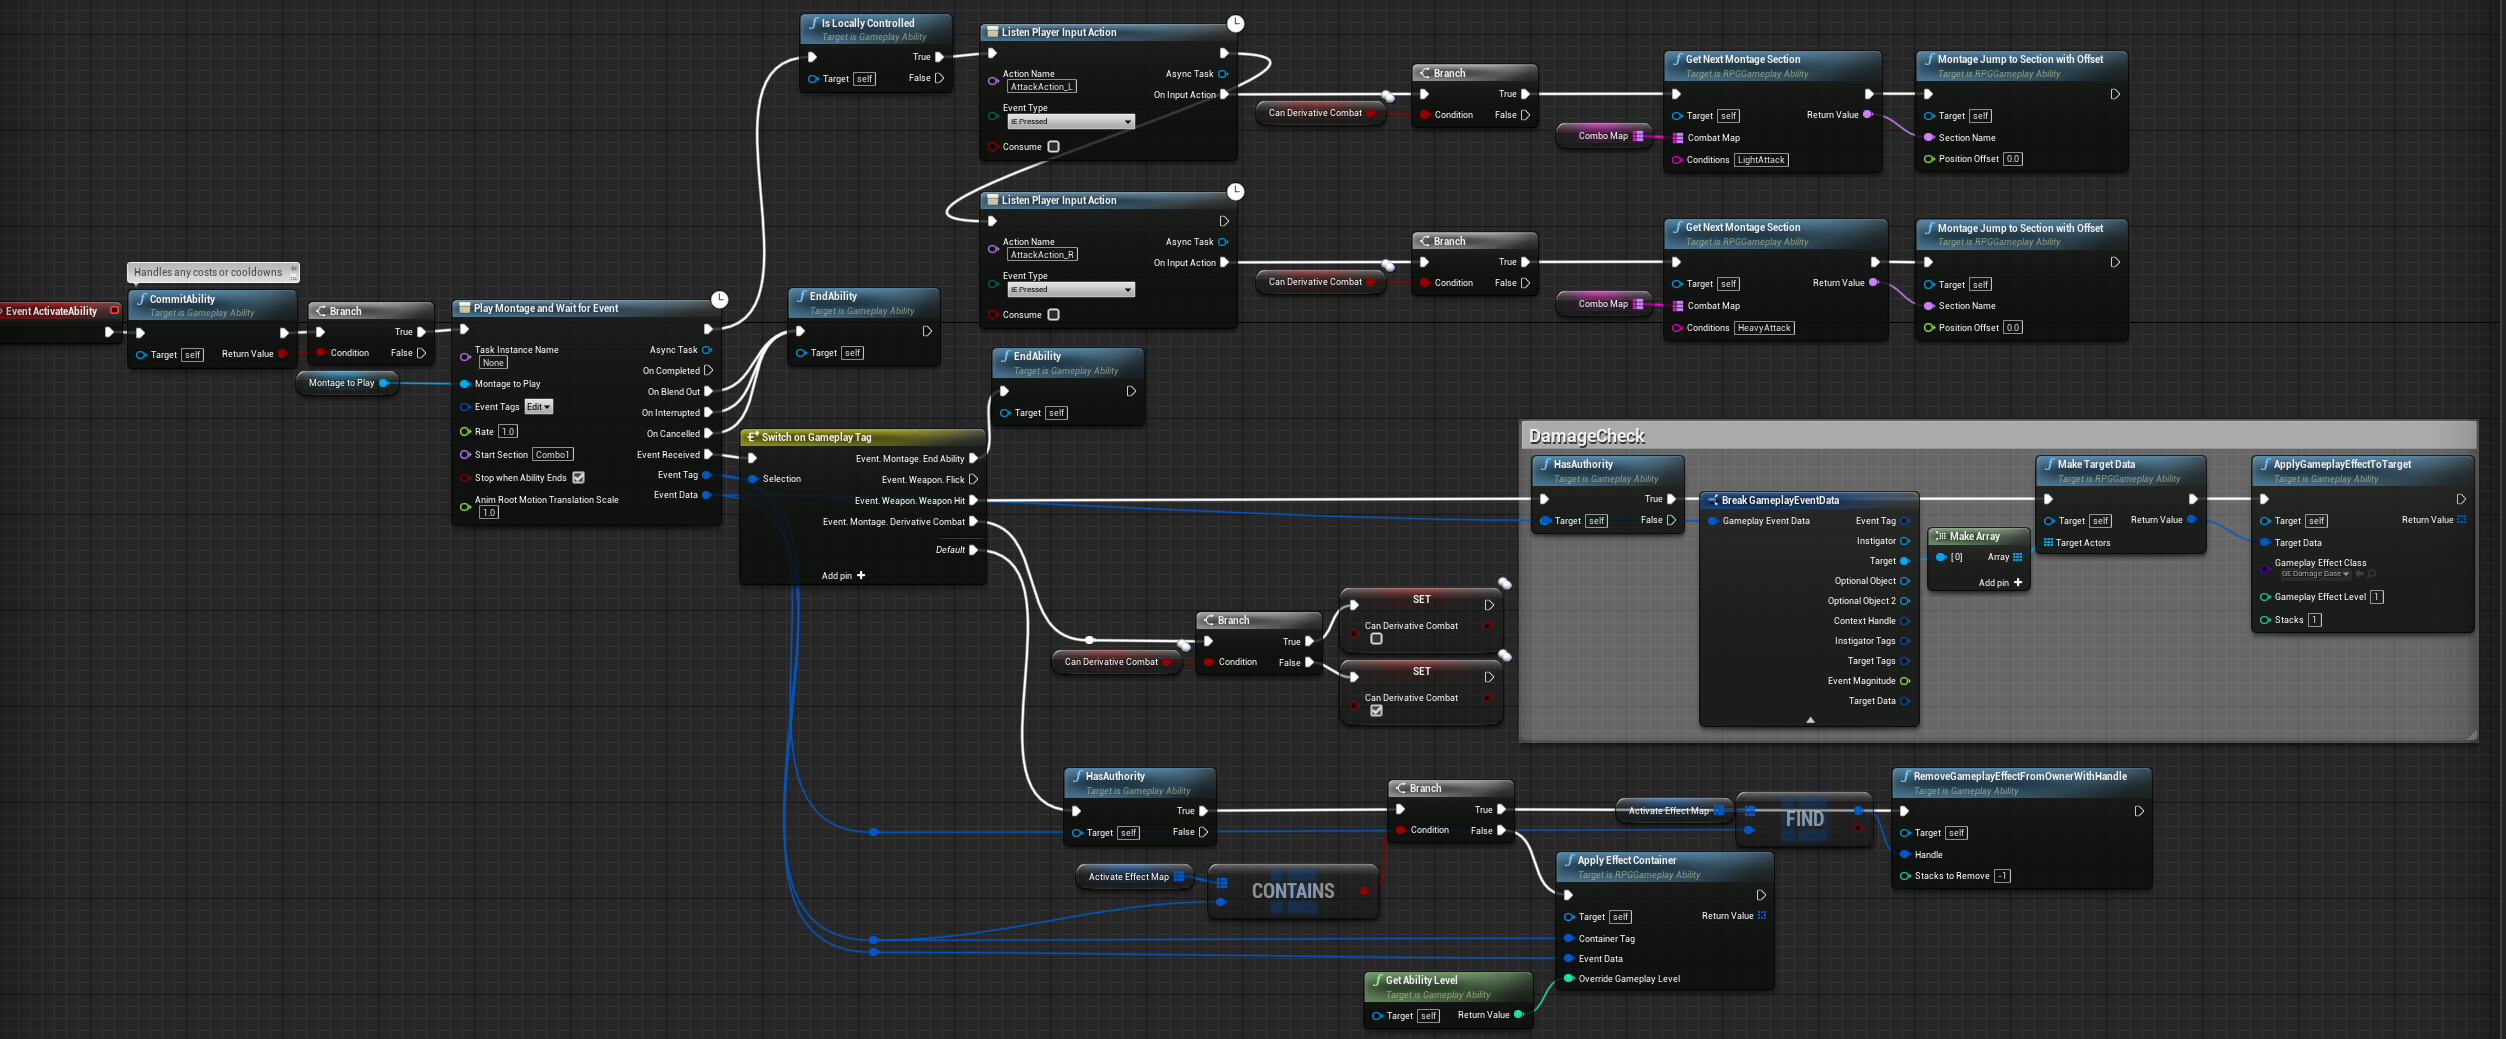 Is Locally Controlled
Target is Gameplay Ability
True
Target self
False
Listen Player Input Action
Async Task
Action Name
AttackAction_L
On Input Action
Event Type
IE Pressed
Consume
Can Derivative Combat
Branch
True
Condition
False
Combo Map
Get Next Montage Section
Target is RPGGameplay Ability
Target self
Return Value
Combat Map
Conditions LightAttack
Montage Jump to Section with Offset
Target is RPGGameplay Ability
Target self
Section Name
Position Offset 0.0
Listen Player Input Action
Async Task
Action Name
AttackAction_R
On Input Action
Event Type
IE Pressed
Consume
Can Derivative Combat
Branch
True
Condition
False
Combo Map
Get Next Montage Section
Target is RPGGameplay Ability
Target self
Return Value
Combat Map
Conditions HeavyAttack
Montage Jump to Section with Offset
Target is RPGGameplay Ability
Target self
Section Name
Position Offset 0.0
Handles any costs or cooldowns
Event ActivateAbility
CommitAbility
Target is Gameplay Ability
Target self
Return Value
Branch
True
Condition
False
Montage to Play
Play Montage and Wait for Event
Task Instance Name
None
Async Task
On Completed
Montage to Play
On Blend Out
Event Tags Edit
On Interrupted
Rate 1.0
On Cancelled
Start Section Combo1
Event Received
Stop when Ability Ends
Event Tag
Anim Root Motion Translation Scale
1.0
Event Data
EndAbility
Target is Gameplay Ability
Target self
EndAbility
Target is Gameplay Ability
Target self
Switch on Gameplay Tag
Event. Montage. End Ability
Selection
Event. Weapon. Flick
Event. Weapon. Weapon Hit
Event. Montage. Derivative Combat
Default
Add pin
DamageCheck
HasAuthority
Target is Gameplay Ability
True
Target self
False
Break GameplayEventData
Gameplay Event Data
Event Tag
Instigator
Target
Optional Object
Optional Object 2
Context Handle
Instigator Tags
Target Tags
Event Magnitude
Target Data
Make Array
[0]
Array
Add pin
Make Target Data
Target is RPGGameplay Ability
Target self
Return Value
Target Actors
ApplyGameplayEffectToTarget
Target is Gameplay Ability
Target self
Return Value
Target Data
Gameplay Effect Class
GE Damage Base
Gameplay Effect Level 1
Stacks 1
Can Derivative Combat
Branch
True
Condition
False
SET
Can Derivative Combat
SET
Can Derivative Combat
HasAuthority
Target is Gameplay Ability
True
Target self
False
Activate Effect Map
CONTAINS
Branch
True
Condition
False
Activate Effect Map
FIND
RemoveGameplayEffectFromOwnerWithHandle
Target is Gameplay Ability
Target self
Handle
Stacks to Remove -1
Apply Effect Container
Target is RPGGameplay Ability
Target self
Return Value
Container Tag
Event Data
Override Gameplay Level
Get Ability Level
Target is Gameplay Ability
Target self
Return Value